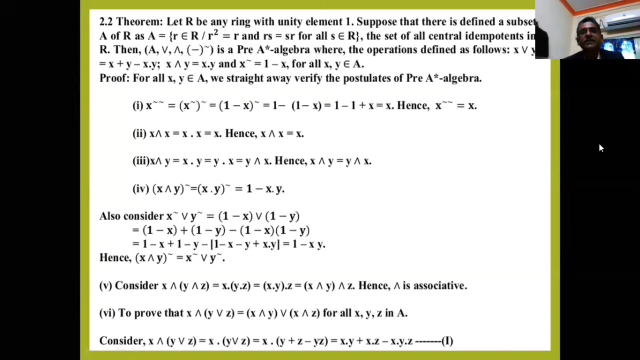 2.2 Theorem: Let R be any ring with unity element 1. Suppose that there is defined a subset
A of R as A = {r ∈ R / r² = r and rs = sr for all s ∈ R}, the set of all central idempotents in
R. Then, (A, ∨, ∧, (−)~) is a Pre A*-algebra where the operations defined as follows: x ∨ y
= x + y – x.y; x ∧ y = x.y and x~ = 1 – x, for all x, y ∈ A.
Proof: For all x, y ∈ A, we straight away verify the postulates of Pre A*-algebra.
(i) x~~ = (x~)~ = (1 − x)~ = 1– (1–x) = 1 – 1 + x = x. Hence, x~~ = x.
(ii) x∧ x = x . x = x. Hence, x ∧ x = x.
(iii)x∧ y = x . y = y . x = y ∧ x. Hence, x ∧ y = y ∧ x.
(iv) (x ∧ y)~=(x .y)~ = 1 − x.y.
Also consider x~ ∨ y~ = (1 − x) ∨ (1 − y)
= (1 − x) + (1 − y) − (1 − x)(1 − y)
= 1 – x + 1 – y – [1– x – y + x.y] = 1 – x y.
Hence, (x ∧ y)~ = x~ ∨ y~.
(v) Consider x ∧ (y ∧ z) = x.(y.z) = (x.y).z = (x ∧ y) ∧ z. Hence, ∧ is associative.
(vi) To prove that x ∧ (y ∨ z) = (x ∧ y) ∨ (x ∧ z) for all x, y, z in A.
Consider, x ∧ (y ∨ z) = x . (y∨ z) = x . (y + z – yz) = x.y + x.z – x.y.z -------(I)